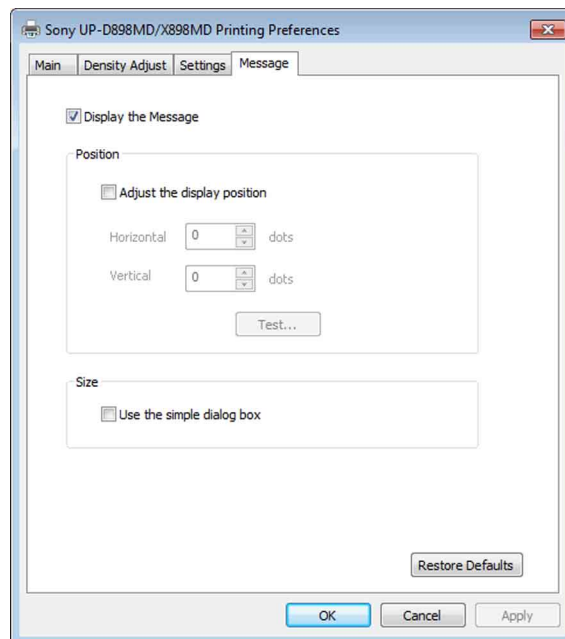 Sony UP-D898MD/X898MD Printing Preferences
Main Density Adjust Settings Message
Display the Message
Position
Adjust the display position
Horizontal 0 dots
Vertical 0 dots
Test...
Size
Use the simple dialog box
Restore Defaults
OK Cancel Apply